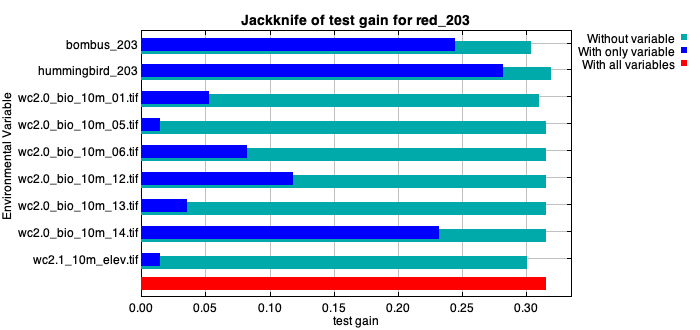 Jackknife of test gain for red_203
Without variable
With only variable
With all variables
Environmental Variable
bombus_203
hummingbird_203
wc2.0_bio_10m_01.tif
wc2.0_bio_10m_05.tif
wc2.0_bio_10m_06.tif
wc2.0_bio_10m_12.tif
wc2.0_bio_10m_13.tif
wc2.0_bio_10m_14.tif
wc2.1_10m_elev.tif
0.00 0.05 0.10 0.15 0.20 0.25 0.30
test gain